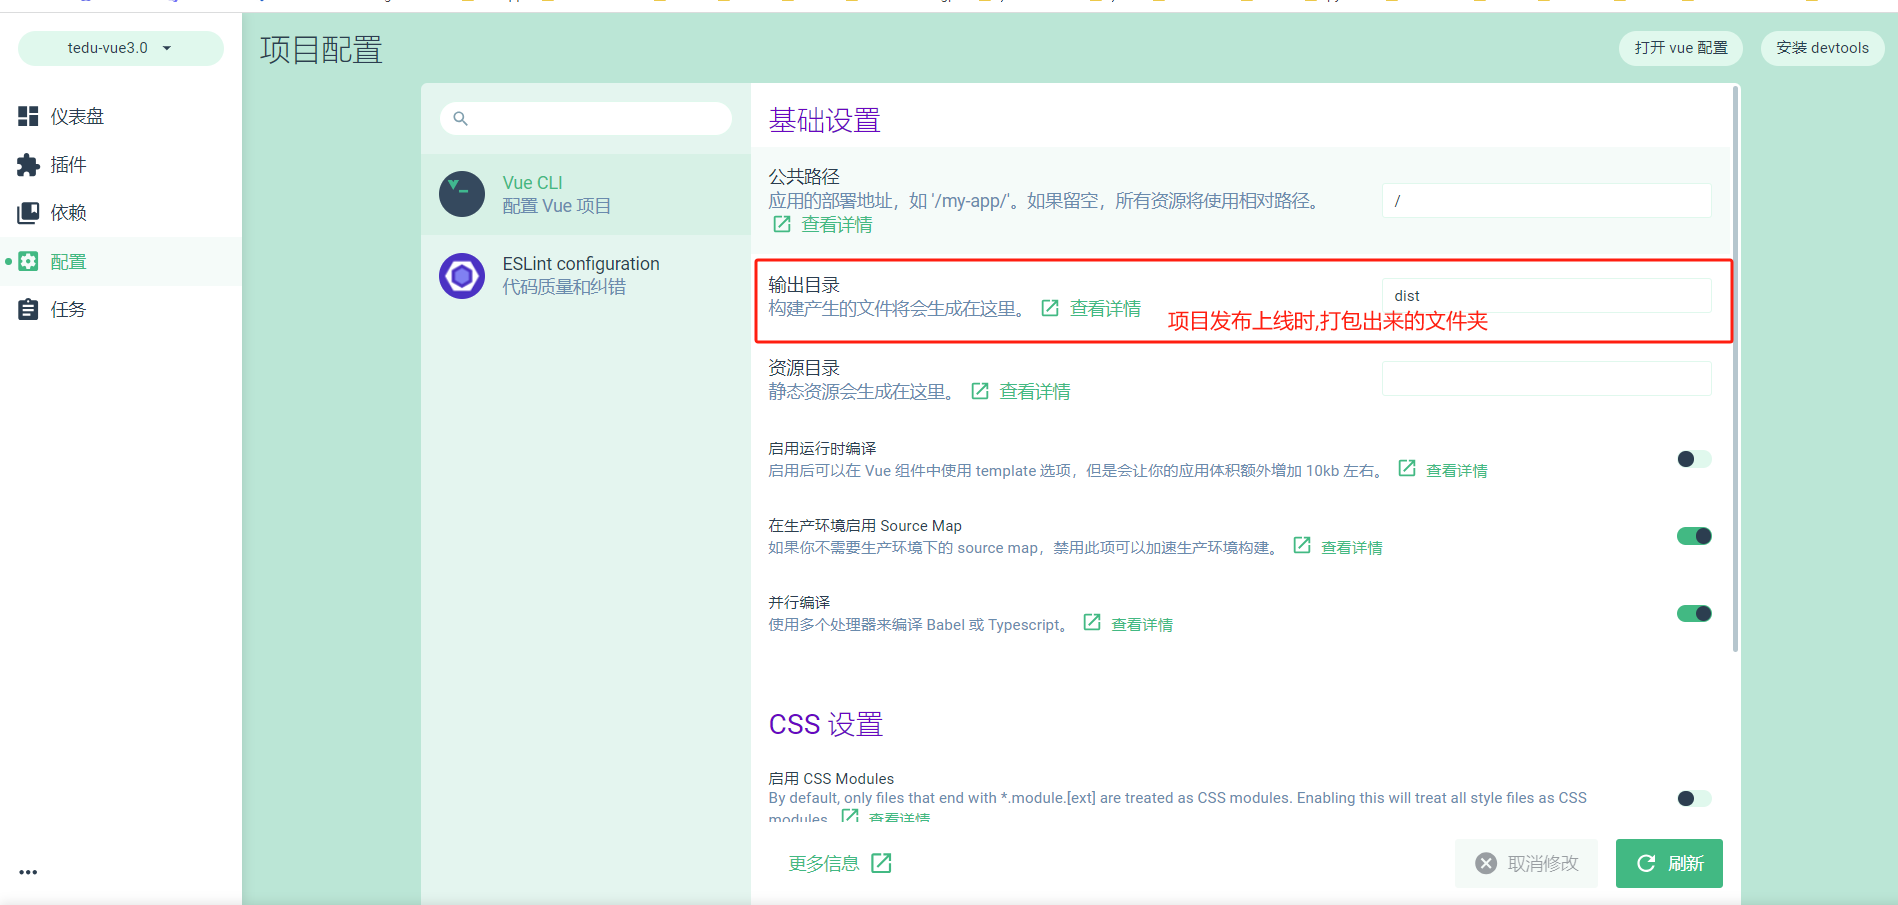 tedu-vue3.0
项目配置
打开 vue 配置
安装 devtools
仪表盘
插件
依赖
配置
任务
Vue CLI
配置 Vue 项目
ESLint configuration
代码质量和纠错
基础设置
公共路径
应用的部署地址，如 '/my-app/'。如果留空，所有资源将使用相对路径。
查看详情
/
输出目录
构建产生的文件将会生成在这里。 查看详情
dist
项目发布上线时,打包出来的文件夹
资源目录
静态资源会生成在这里。 查看详情
启用运行时编译
启用后可以在 Vue 组件中使用 template 选项，但是会让你的应用体积额外增加 10kb 左右。 查看详情
在生产环境启用 Source Map
如果你不需要生产环境下的 source map，禁用此项可以加速生产环境构建。 查看详情
并行编译
使用多个处理器来编译 Babel 或 Typescript。 查看详情
CSS 设置
启用 CSS Modules
By default, only files that end with *.module.[ext] are treated as CSS modules. Enabling this will treat all style files as CSS
modules. 查看详情
更多信息
取消修改
刷新